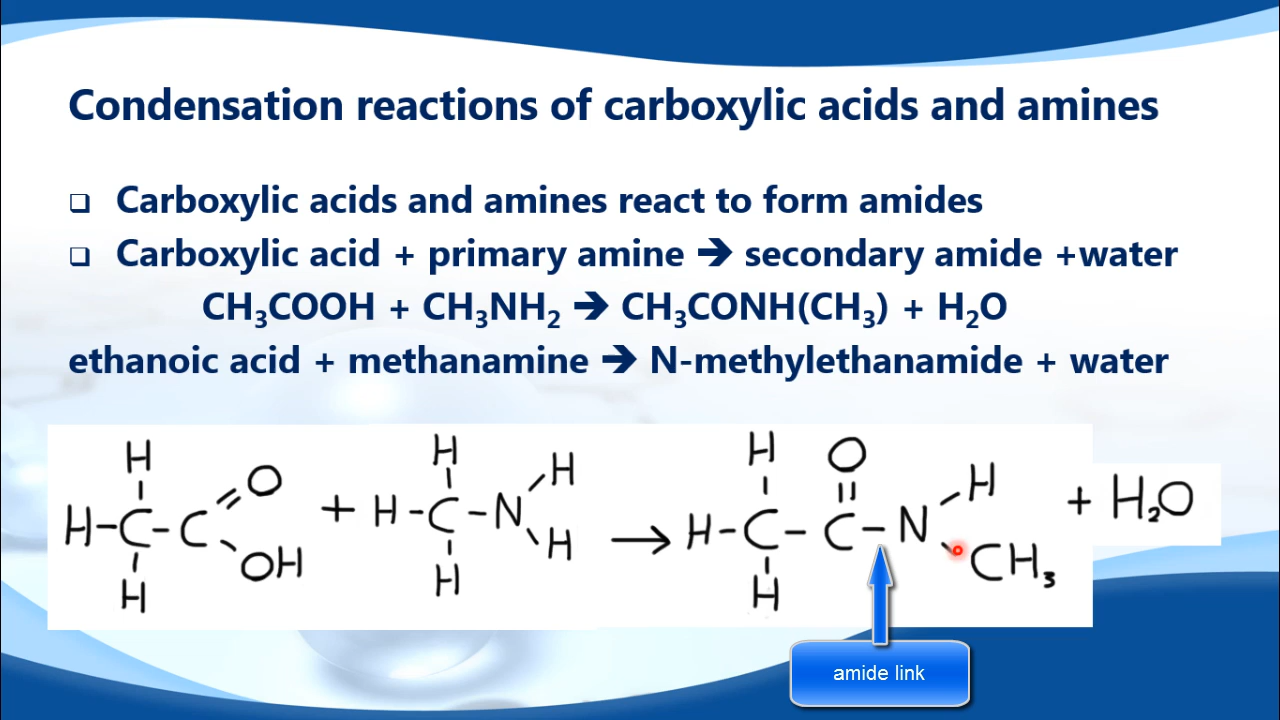 Condensation reactions of carboxylic acids and amines
❑ Carboxylic acids and amines react to form amides
❑ Carboxylic acid + primary amine ➔ secondary amide +water
CH₃COOH + CH₃NH₂ ➔ CH₃CONH(CH₃) + H₂O
ethanoic acid + methanamine ➔ N-methylethanamide + water
H H H O
H-C-C=O OH + H-C-N H H → H-C-C-N H CH₃ + H₂O
H H H
amide link